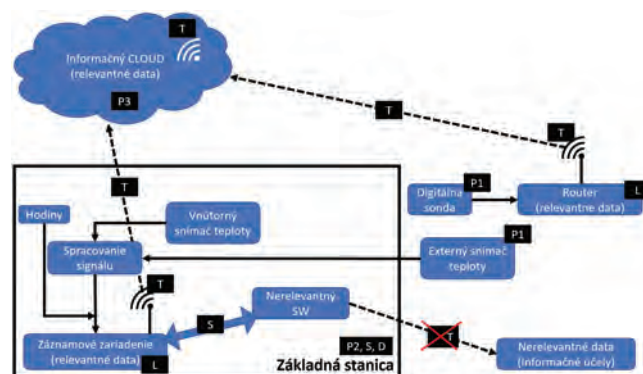 T
Informačný CLOUD
(relevantné data)
P3
T
T
T
Digitálna
sonda
P1
Router
(relevantne data)
L
Hodiny
Vnútorný
snímač teploty
Spracovanie
signálu
Externý snímač
teploty
P1
T
Nerelevantný
SW
S
Záznamové zariadenie
(relevantné data)
L
P2, S, D
Základná stanica
T
Nerelevantné data
(Informačné účely)